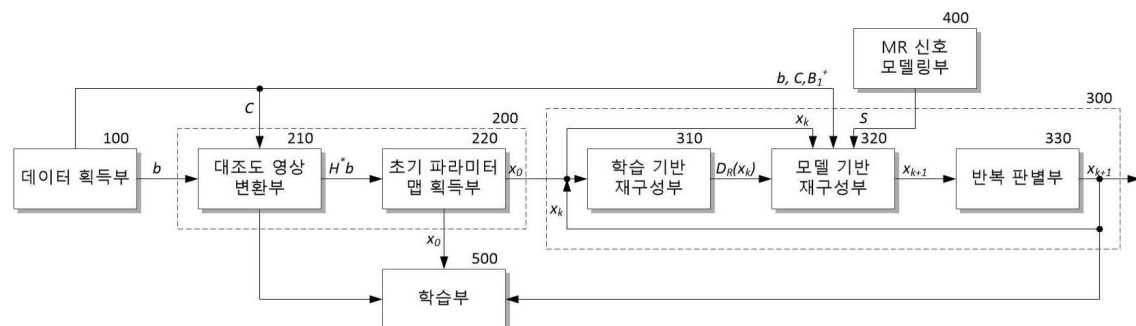 400
MR 신호
모델링부
b, C,B₁⁺
300
C
200
S
100
210
220
xₖ
310
320
330
데이터 획득부
b
대조도 영상
변환부
H*b
초기 파라미터
맵 획득부
x₀
학습 기반
재구성부
D_R(xₖ)
모델 기반
재구성부
xₖ₊₁
반복 판별부
xₖ₊₁
xₖ
x₀
500
학습부